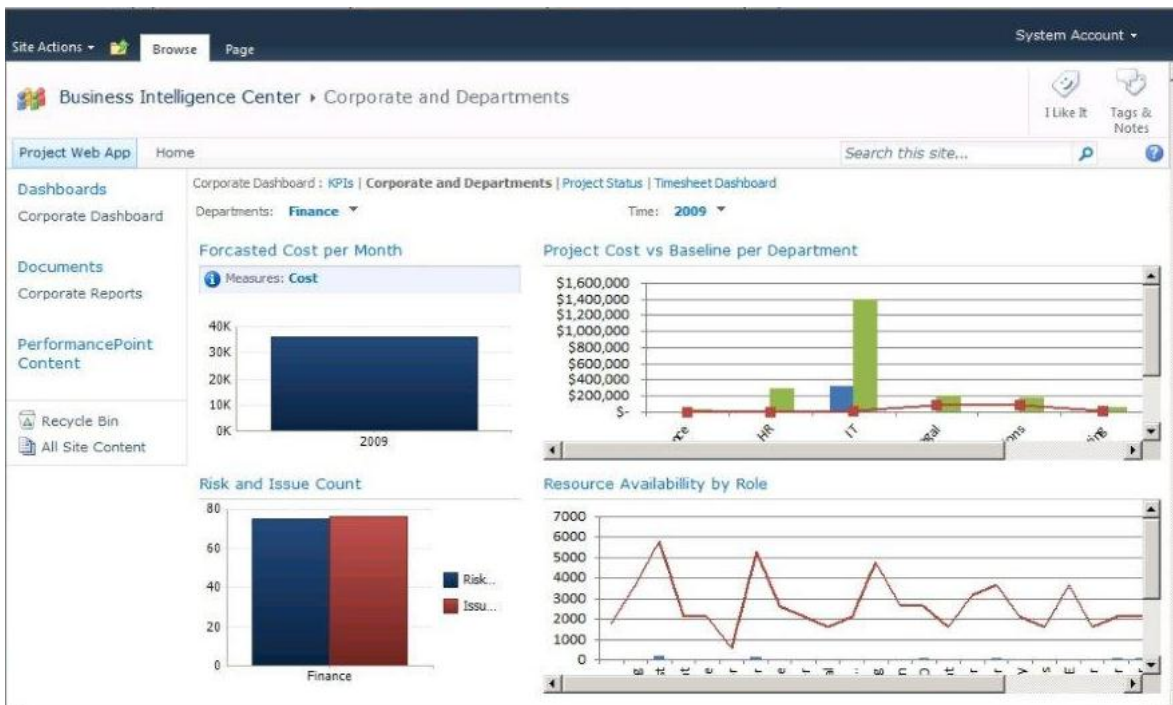 System Account
Site Actions
Browse
Page
Business Intelligence Center ▸ Corporate and Departments
I Like It
Tags &
Notes
Project Web App
Home
Search this site...
Dashboards
Corporate Dashboard
Documents
Corporate Reports
PerformancePoint
Content
Recycle Bin
All Site Content
Corporate Dashboard : KPIs | Corporate and Departments | Project Status | Timesheet Dashboard
Departments: Finance
Time: 2009
Forcasted Cost per Month
Measures: Cost
40K
30K
20K
10K
0K
2009
Project Cost vs Baseline per Department
$1,600,000
$1,400,000
$1,200,000
$1,000,000
$800,000
$600,000
$400,000
$200,000
$-
nce
HR
IT
egal
ions
ing
Risk and Issue Count
80
60
40
20
0
Finance
Risk...
Issu...
Resource Availabillity by Role
7000
6000
5000
4000
3000
2000
1000
0